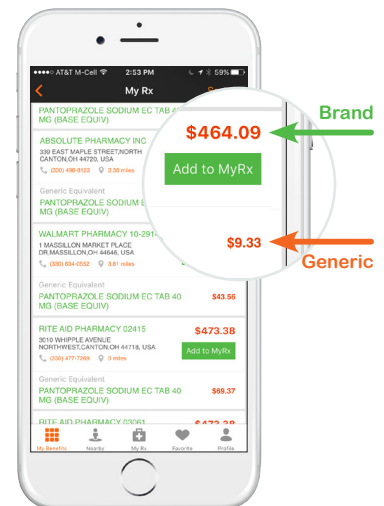 AT&T M-Cell 2:53 PM 59%
My Rx
PANTOPRAZOLE SODIUM EC TAB
MG (BASE EQUIV)
$464.09
Brand
ABSOLUTE PHARMACY INC
339 EAST MAPLE STREET,NORTH
CANTON,OH 44720, USA
(330) 498-8123 3.38 miles
Add to MyRx
Generic Equivalent
PANTOPRAZOLE SODIUM
MG (BASE EQUIV)
$9.33
Generic
WALMART PHARMACY 10-291
1 MASSILLON MARKET PLACE
DR,MASSILLON,OH 44646, USA
(330) 834-0552 3.81 miles
Generic Equivalent
PANTOPRAZOLE SODIUM EC TAB 40 $43.56
MG (BASE EQUIV)
RITE AID PHARMACY 02415 $473.38
3010 WHIPPLE AVENUE
NORTHWEST,CANTON,OH 44718, USA
Add to MyRx
(330) 477-7269 0 miles
Generic Equivalent
PANTOPRAZOLE SODIUM EC TAB 40 $69.37
MG (BASE EQUIV)
RITE AID PHARMACY 03061 $473.38
My Benefits Nearby My Rx Favorite Profile